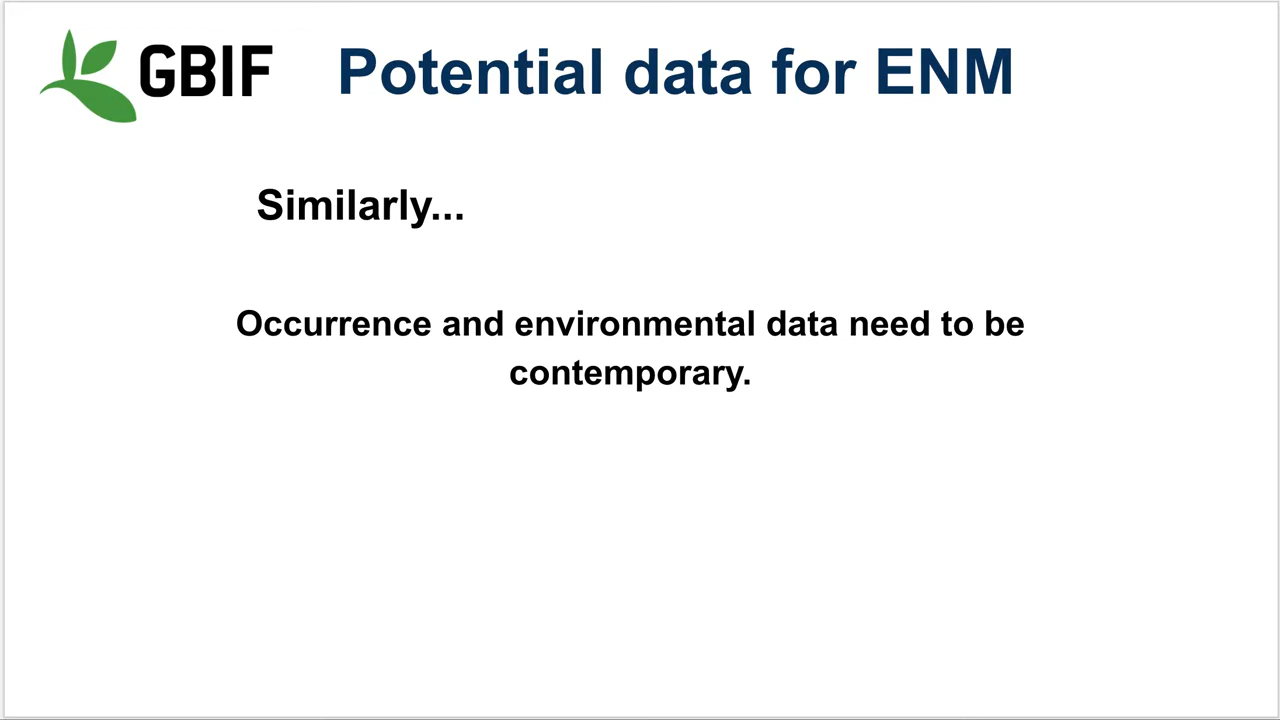 GBIF
Potential data for ENM
Similarly...
Occurrence and environmental data need to be
contemporary.